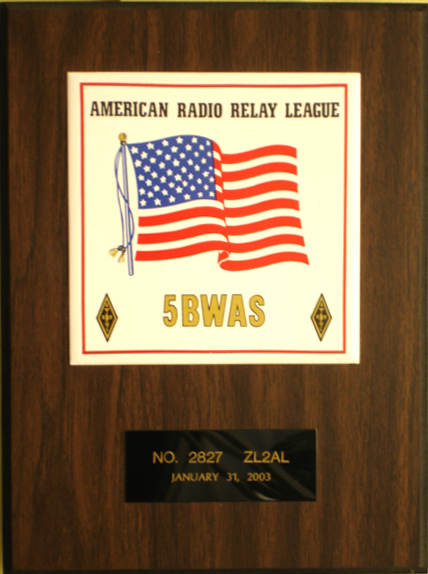 AMERICAN RADIO RELAY LEAGUE
5BWAS
NO. 2827 ZL2AL
JANUARY 31, 2003